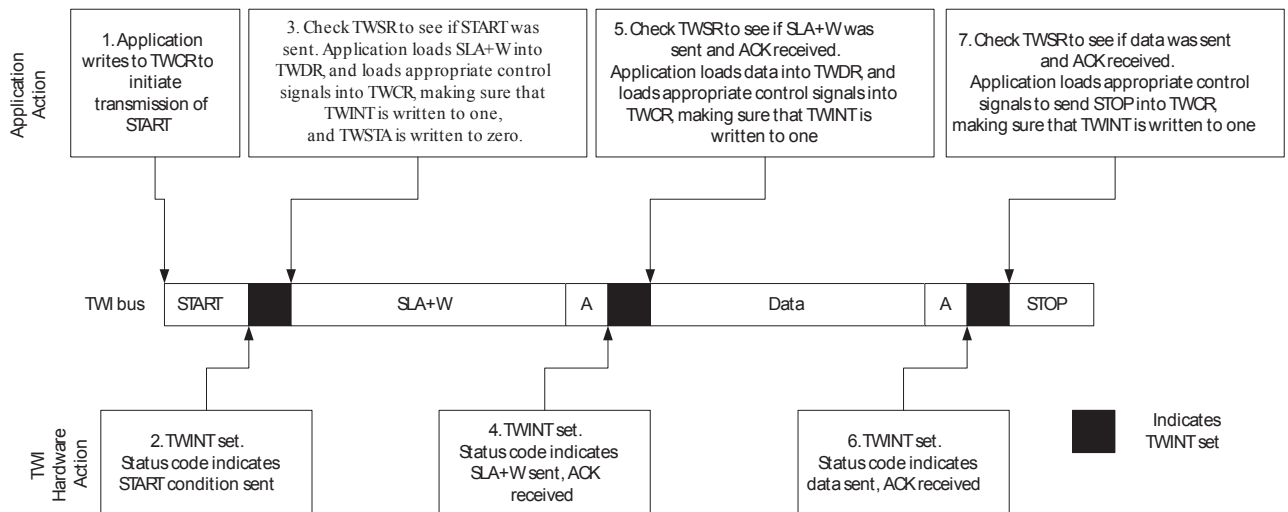 Application
Action
1. Application
writes to TWCR to
initiate
transmission of
START
3. Check TWSR to see if START was
sent. Application loads SLA+W into
TWDR, and loads appropriate control
signals into TWCR, making sure that
TWINT is written to one,
and TWSTA is written to zero.
5. Check TWSR to see if SLA+W was
sent and ACK received.
Application loads data into TWDR, and
loads appropriate control signals into
TWCR, making sure that TWINT is
written to one
7. Check TWSR to see if data was sent
and ACK received.
Application loads appropriate control
signals to send STOP into TWCR,
making sure that TWINT is written to one
TWI bus
START
SLA+W
A
Data
A
STOP
TWI
Hardware
Action
2. TWINT set.
Status code indicates
START condition sent
4. TWINT set.
Status code indicates
SLA+W sent, ACK
received
6. TWINT set.
Status code indicates
data sent, ACK received
Indicates
TWINT set